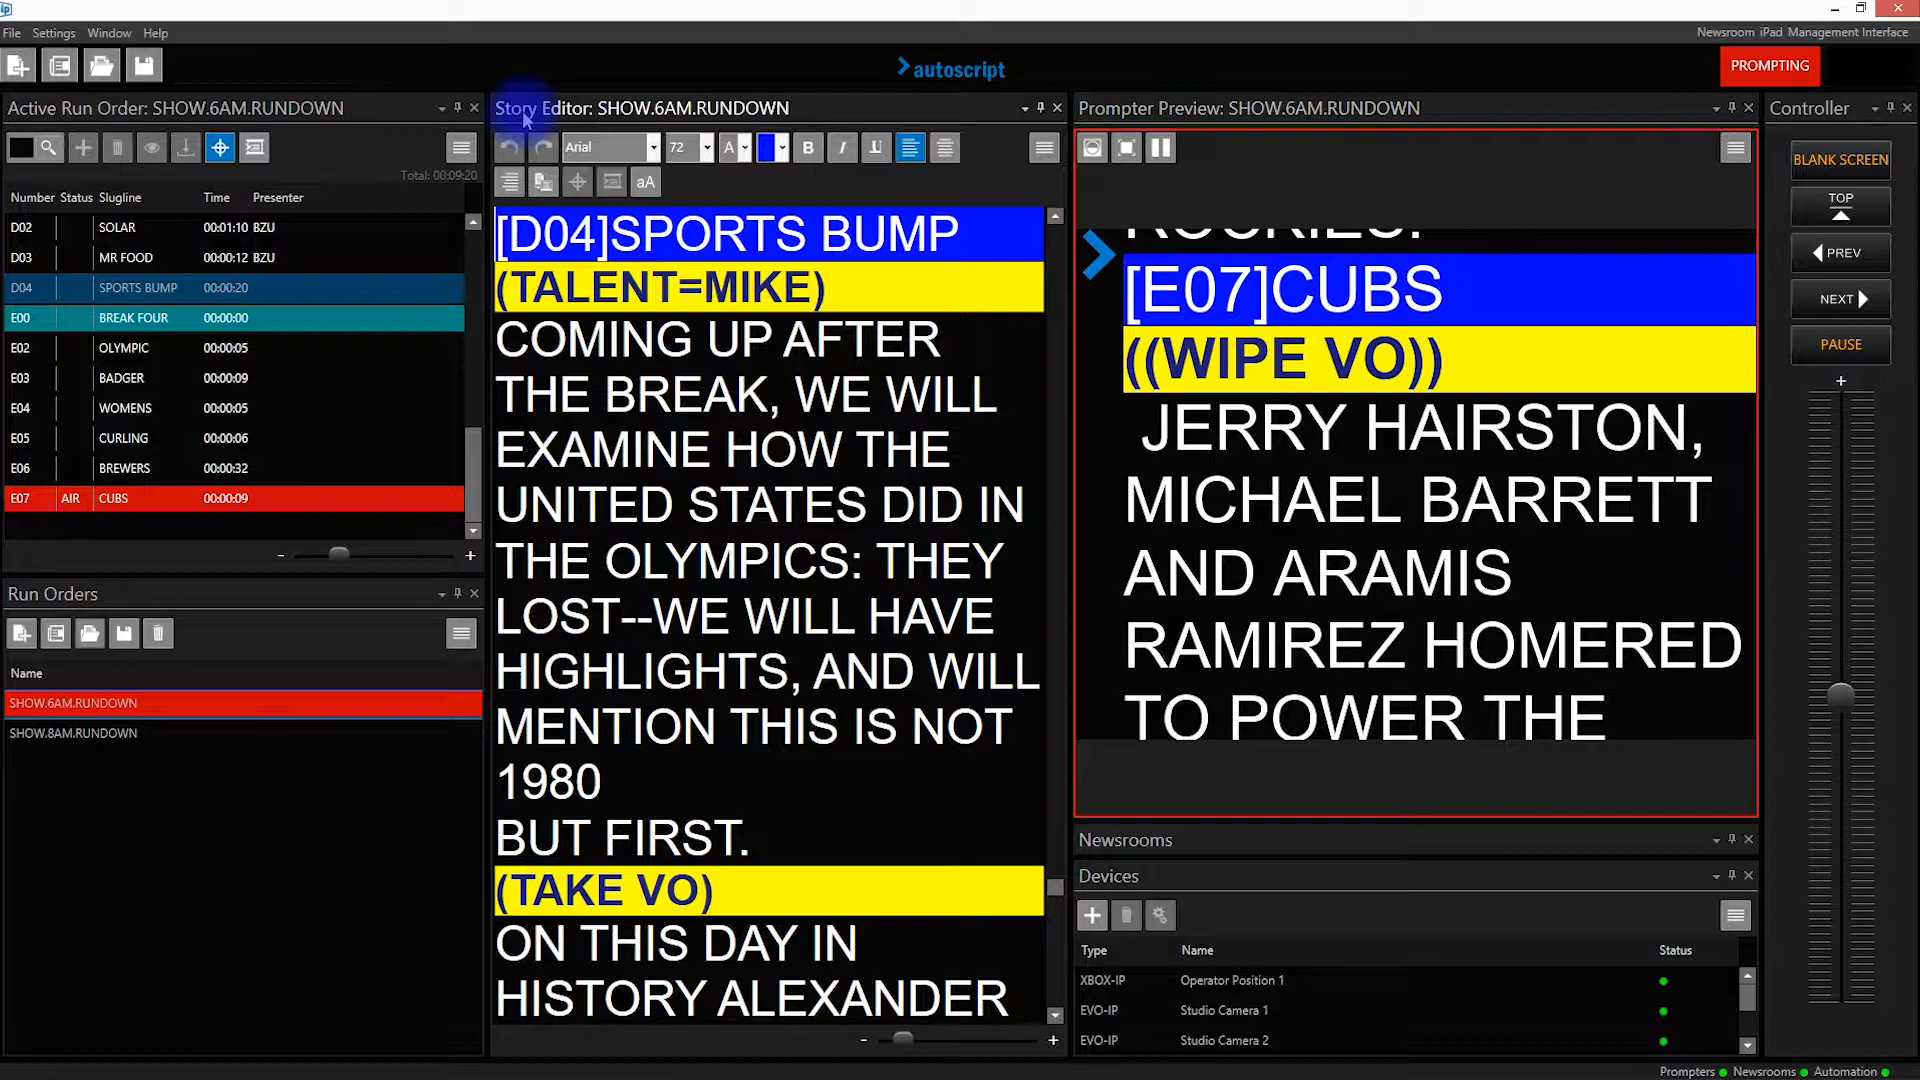 File Settings Window Help
Newsroom iPad Management Interface
autoscript
PROMPTING
Active Run Order: SHOW.6AM.RUNDOWN
Total: 00:09:20
Number Status Slugline Time Presenter
D02 SOLAR 00:01:10 BZU
D03 MR FOOD 00:00:12 BZU
D04 SPORTS BUMP 00:00:20
E00 BREAK FOUR 00:00:00
E02 OLYMPIC 00:00:05
E03 BADGER 00:00:09
E04 WOMENS 00:00:05
E05 CURLING 00:00:06
E06 BREWERS 00:00:32
E07 AIR CUBS 00:00:09
- +
Run Orders
Name
SHOW.6AM.RUNDOWN
SHOW.8AM.RUNDOWN
Story Editor: SHOW.6AM.RUNDOWN
Arial 72 A B I U
aA
[D04]SPORTS BUMP
(TALENT=MIKE)
COMING UP AFTER
THE BREAK, WE WILL
EXAMINE HOW THE
UNITED STATES DID IN
THE OLYMPICS: THEY
LOST--WE WILL HAVE
HIGHLIGHTS, AND WILL
MENTION THIS IS NOT
1980
BUT FIRST.
(TAKE VO)
ON THIS DAY IN
HISTORY ALEXANDER
- +
Prompter Preview: SHOW.6AM.RUNDOWN
ROCKIES.
[E07]CUBS
((WIPE VO))
JERRY HAIRSTON,
MICHAEL BARRETT
AND ARAMIS
RAMIREZ HOMERED
TO POWER THE
Newsrooms
Devices
Type Name Status
XBOX-IP Operator Position 1
EVO-IP Studio Camera 1
EVO-IP Studio Camera 2
Controller
BLANK SCREEN
TOP
PREV
NEXT
PAUSE
+
Prompters Newsrooms Automation